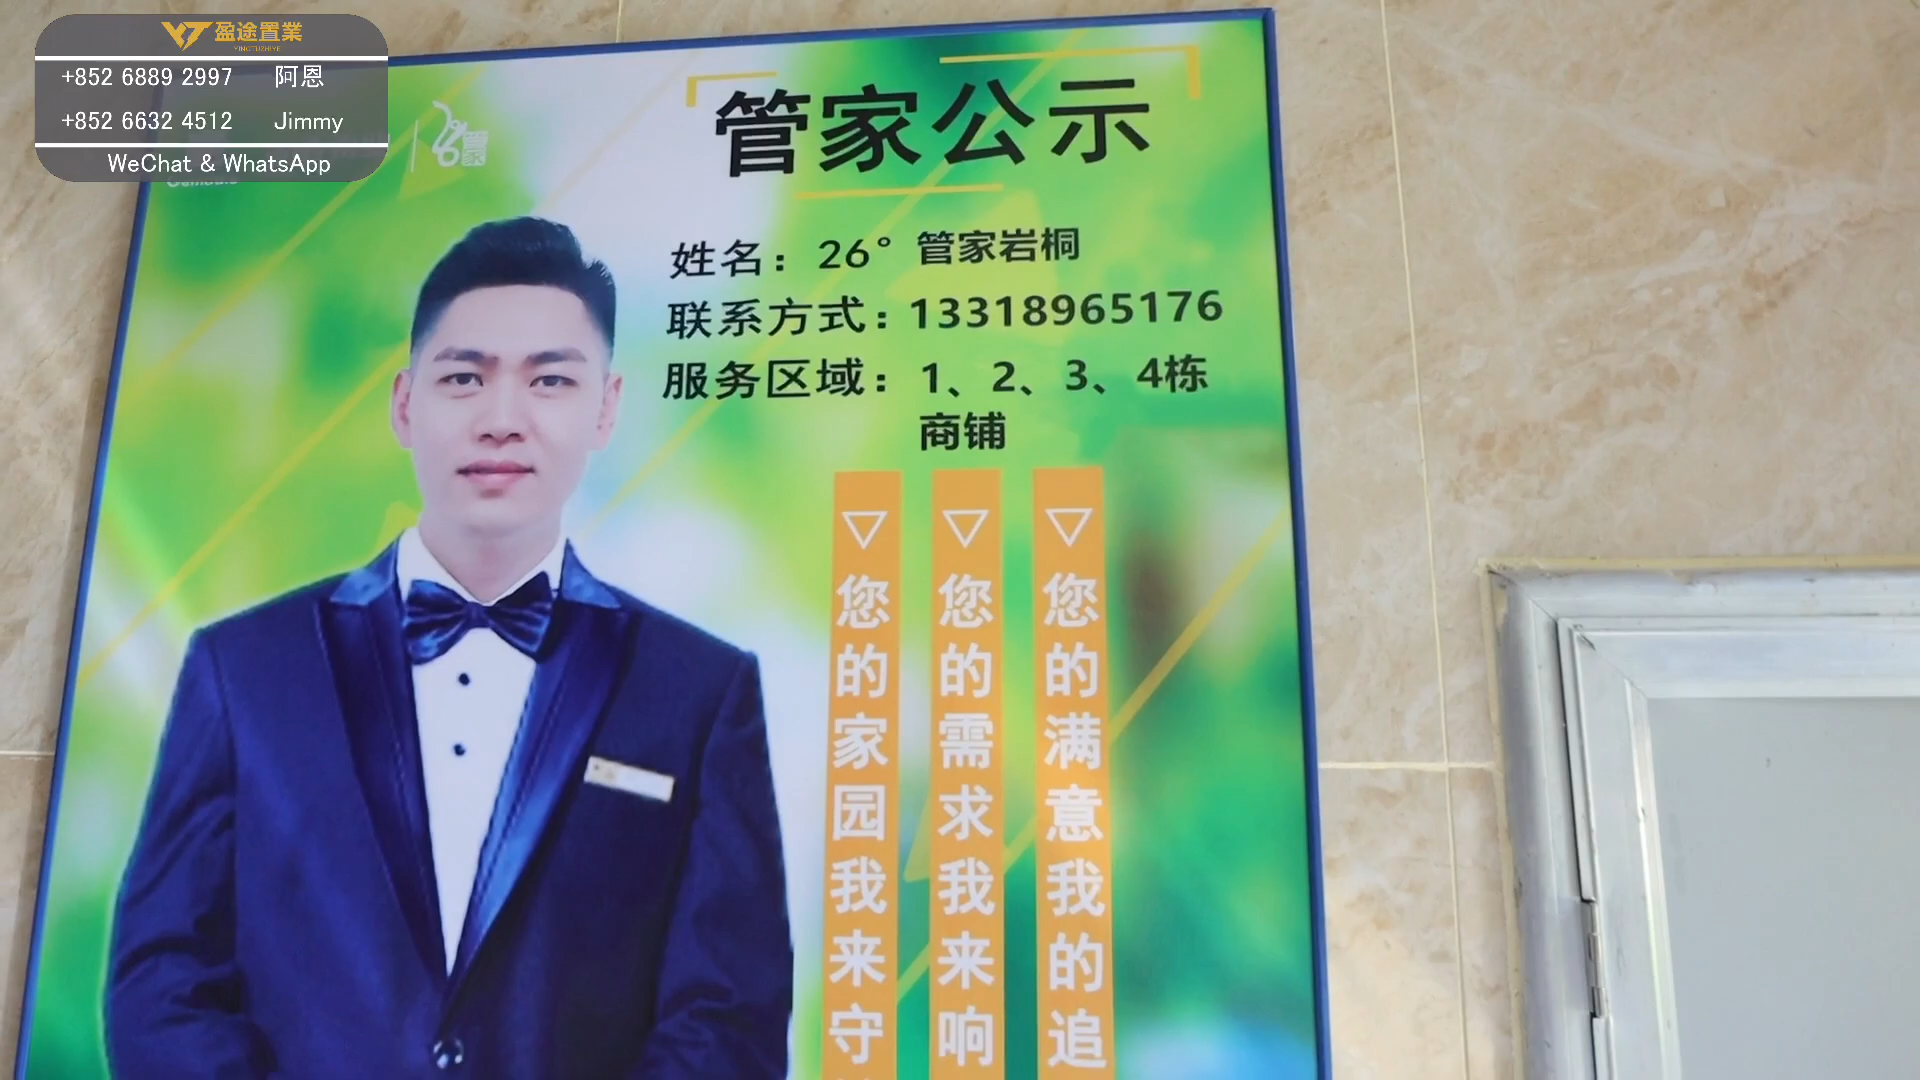 盈途置業
YINGTUZHIYE
+852 6889 2997 阿恩
+852 6632 4512 Jimmy
WeChat & WhatsApp
管家
管家公示
姓名：26°管家岩桐
联系方式：13318965176
服务区域：1、2、3、4栋
商铺
您的家园我来守
您的需求我来响
您的满意我的追